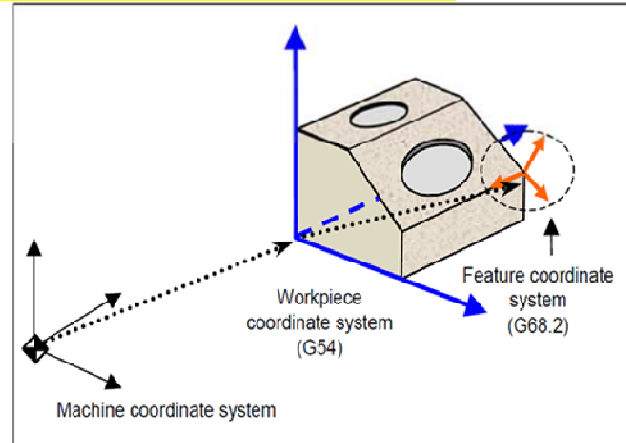 Workpiece
coordinate system
(G54)
Feature coordinate
system
(G68.2)
Machine coordinate system